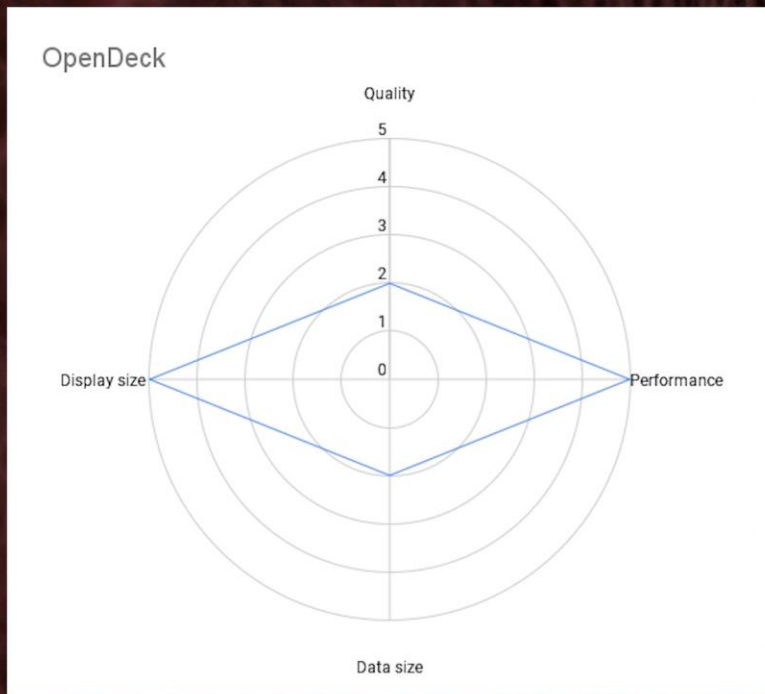 OpenDeck
Quality
5
4
3
2
1
0
Display size
Performance
Data size